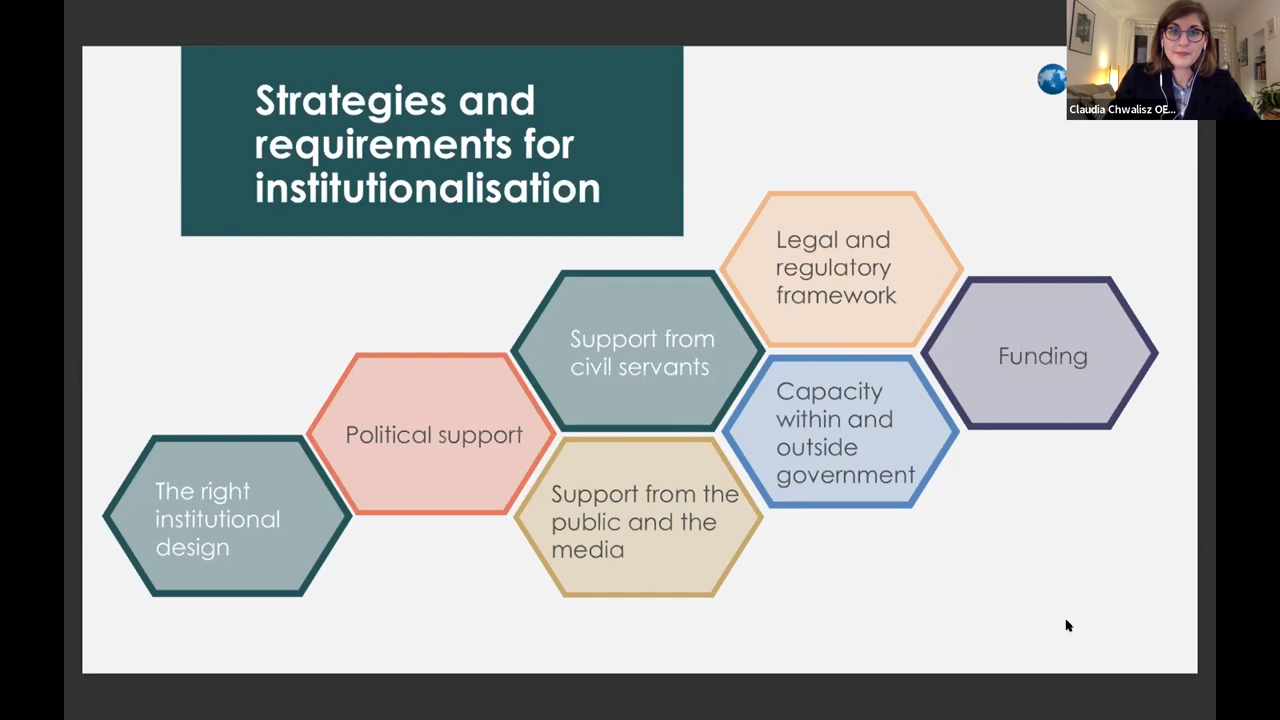 Strategies and
requirements for
institutionalisation
Claudia Chwalisz OE...
The right
institutional
design
Political support
Support from
civil servants
Support from the
public and the
media
Legal and
regulatory
framework
Capacity
within and
outside
government
Funding